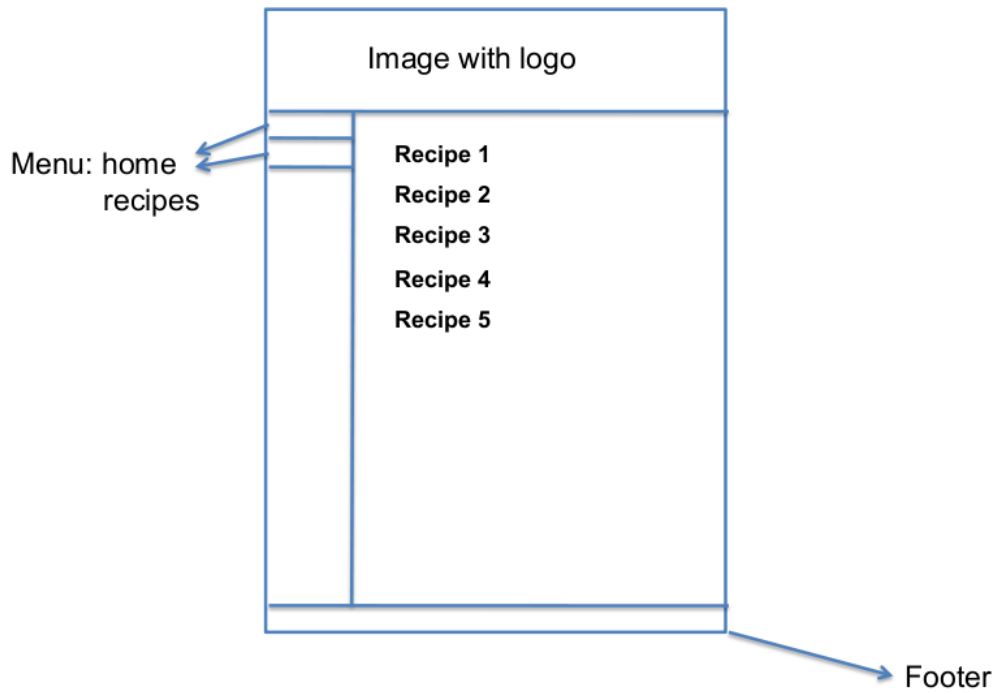 Image with logo
Menu: home
recipes
Recipe 1
Recipe 2
Recipe 3
Recipe 4
Recipe 5
Footer